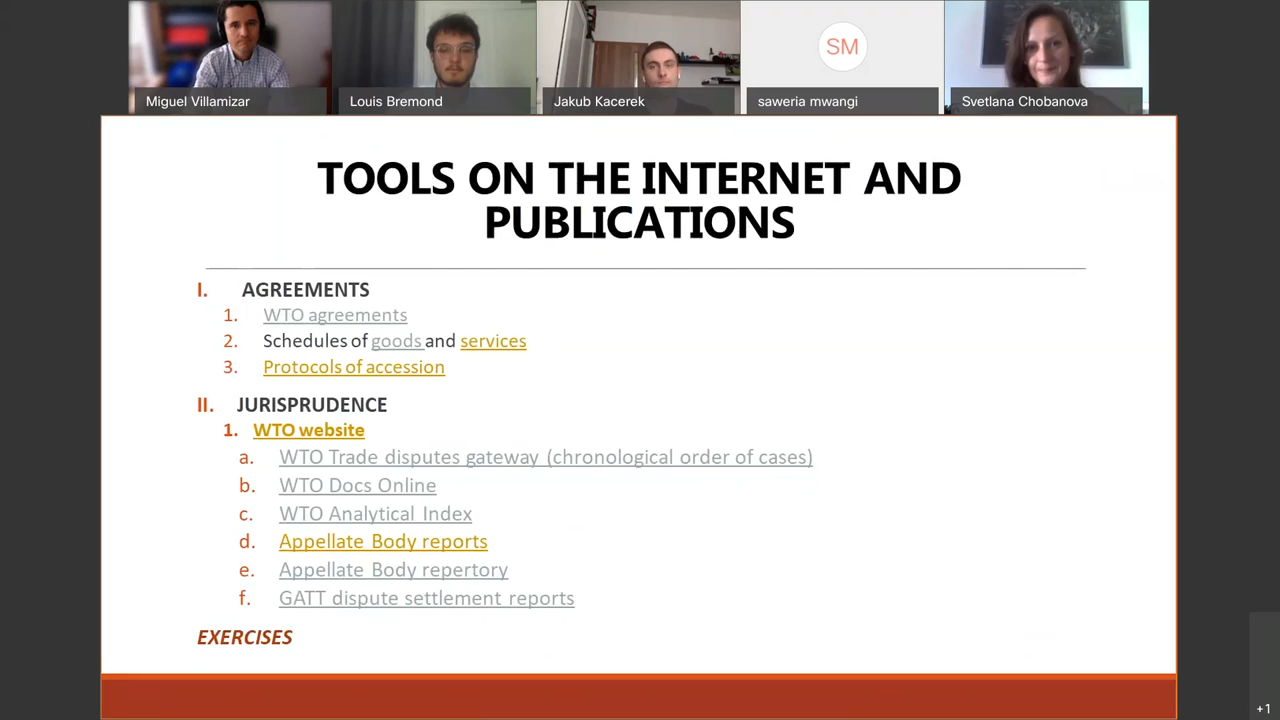 SM
Miguel Villamizar
Louis Bremond
Jakub Kacerek
saweria mwangi
Svetlana Chobanova
TOOLS ON THE INTERNET AND
PUBLICATIONS
I. AGREEMENTS
1. WTO agreements
2. Schedules of goods and services
3. Protocols of accession
II. JURISPRUDENCE
1. WTO website
a. WTO Trade disputes gateway (chronological order of cases)
b. WTO Docs Online
c. WTO Analytical Index
d. Appellate Body reports
e. Appellate Body repertory
f. GATT dispute settlement reports
EXERCISES
+1